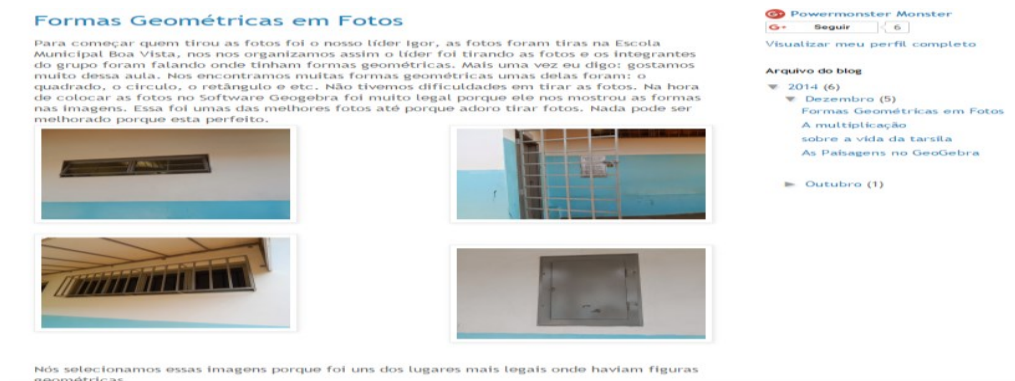 Formas Geométricas em Fotos
Para começar quem tirou as fotos foi o nosso líder Igor, as fotos foram tiras na Escola
Municipal Boa Vista, nos nos organizamos assim o líder foi tirando as fotos e os integrantes
do grupo foram falando onde tinham formas geométricas. Mais uma vez eu digo: gostamos
muito dessa aula. Nos encontramos muitas formas geométricas umas delas foram: o
quadrado, o circulo, o retângulo e etc. Não tivemos dificuldades em tirar as fotos. Na hora
de colocar as fotos no Software Geogebra foi muito legal porque ele nos mostrou as formas
nas imagens. Essa foi umas das melhores fotos até porque adoro tirar fotos. Nada pode ser
melhorado porque esta perfeito.
Nós selecionamos essas imagens porque foi uns dos lugares mais legais onde haviam figuras
geométricas
Powermonster Monster
G+ Seguir 6
Visualizar meu perfil completo
Arquivo do blog
▼ 2014 (6)
▼ Dezembro (5)
Formas Geométricas em Fotos
A multiplicação
sobre a vida da tarsila
As Paisagens no GeoGebra
► Outubro (1)